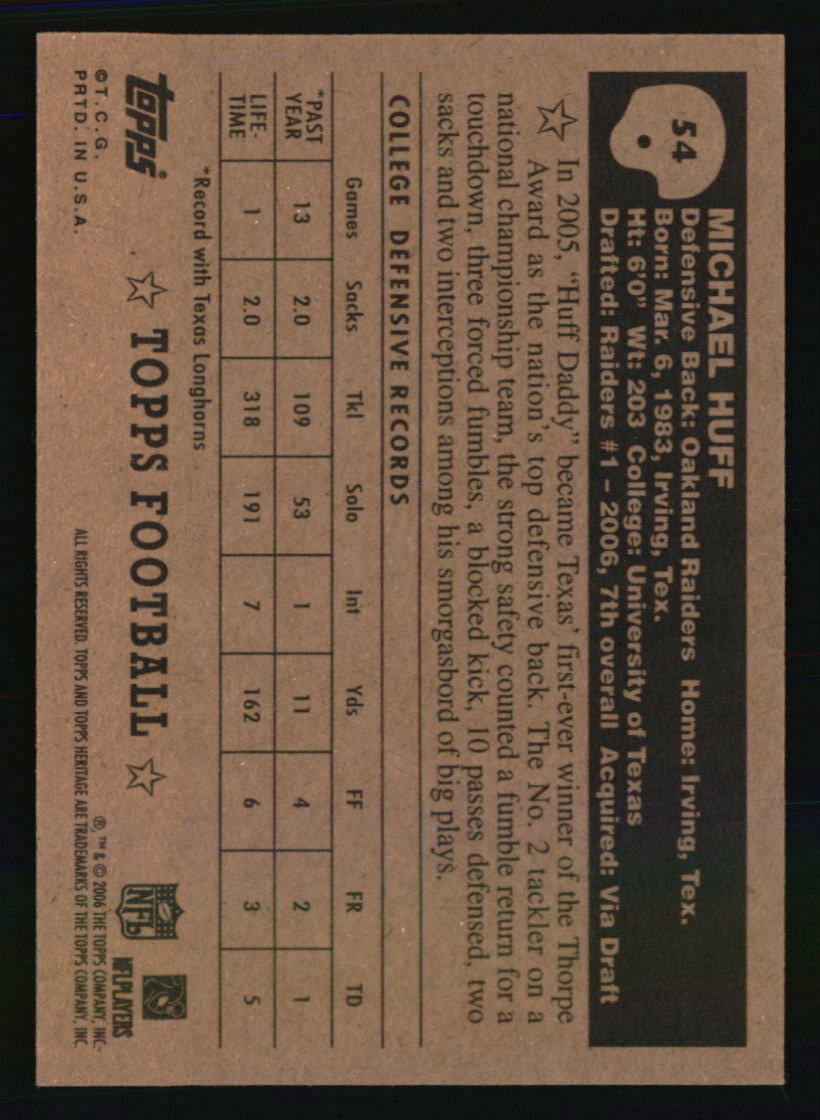 54
MICHAEL HUFF
Defensive Back: Oakland Raiders Home: Irving, Tex.
Born: Mar. 6, 1983, Irving, Tex.
Ht: 6'0" Wt: 203 College: University of Texas
Drafted: Raiders #1 – 2006, 7th overall Acquired: Via Draft
In 2005, "Huff Daddy" became Texas' first-ever winner of the Thorpe
Award as the nation's top defensive back. The No. 2 tackler on a
national championship team, the strong safety counted a fumble return for a
touchdown, three forced fumbles, a blocked kick, 10 passes defensed, two
sacks and two interceptions among his smorgasbord of big plays.
COLLEGE DEFENSIVE RECORDS
Games Sacks Tkl Solo Int Yds FF FR TD
*PAST YEAR 13 2.0 109 53 1 11 4 2 1
LIFE-TIME 1 2.0 318 191 7 162 6 3 5
*Record with Texas Longhorns
topps
TOPPS FOOTBALL
NFL
NFLPLAYERS
©T.C.G.
PRTD. IN U.S.A.
®, ™ & © 2006 THE TOPPS COMPANY, INC.
ALL RIGHTS RESERVED. TOPPS AND TOPPS HERITAGE ARE TRADEMARKS OF THE TOPPS COMPANY, INC.